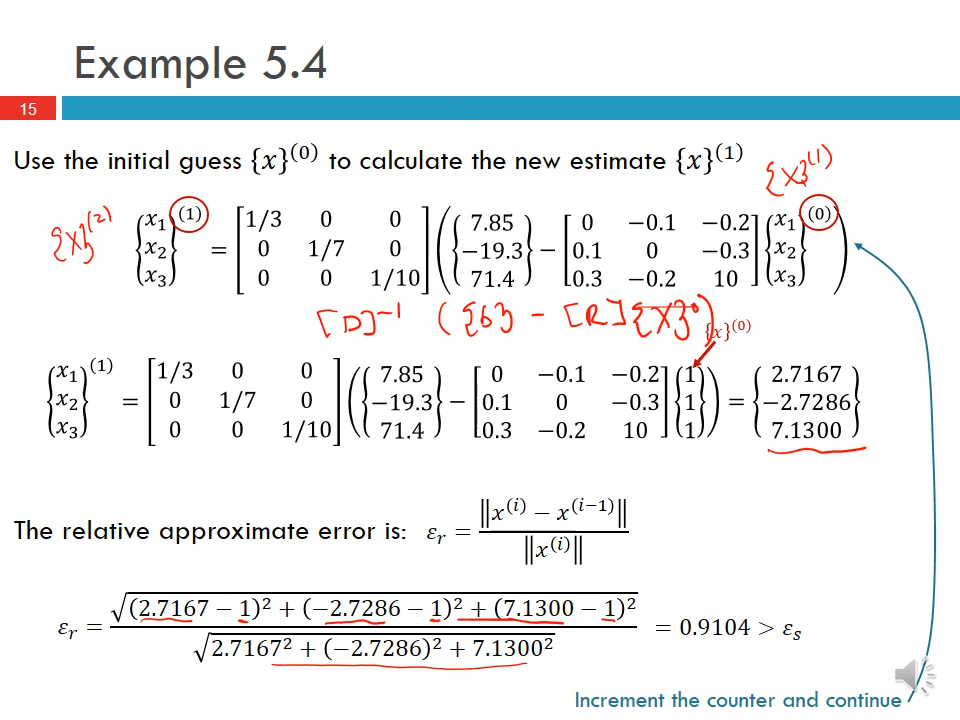 Example 5.4
15
Use the initial guess {𝑥}⁽⁰⁾ to calculate the new estimate {𝑥}⁽¹⁾
{x}⁽¹⁾
{x}⁽²⁾
{x₁ x₂ x₃}⁽¹⁾ = [1/3 0 0; 0 1/7 0; 0 0 1/10] ({7.85 −19.3 71.4} − [0 −0.1 −0.2; 0.1 0 −0.3; 0.3 −0.2 10] {x₁ x₂ x₃}⁽⁰⁾)
[D]⁻¹ ({b} − [R]{x}⁰)
{x}⁽⁰⁾
{x₁ x₂ x₃}⁽¹⁾ = [1/3 0 0; 0 1/7 0; 0 0 1/10] ({7.85 −19.3 71.4} − [0 −0.1 −0.2; 0.1 0 −0.3; 0.3 −0.2 10] {1 1 1}) = {2.7167 −2.7286 7.1300}
The relative approximate error is: εᵣ = ‖x⁽ⁱ⁾ − x⁽ⁱ⁻¹⁾‖ / ‖x⁽ⁱ⁾‖
εᵣ = √((2.7167 − 1)² + (−2.7286 − 1)² + (7.1300 − 1)²) / √(2.7167² + (−2.7286)² + 7.1300²) = 0.9104 > εₛ
Increment the counter and continue